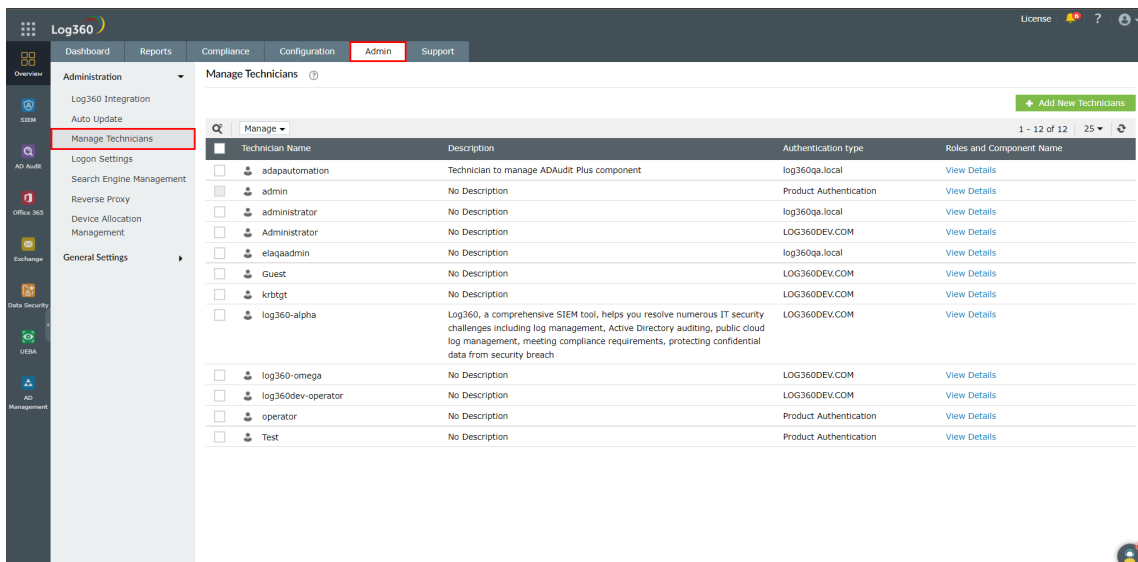 Log360
License
6
?
Dashboard Reports Compliance Configuration Admin Support
Overview
SIEM
AD Audit
Office 365
Exchange
Data Security
UEBA
AD
Management
Administration
Log360 Integration
Auto Update
Manage Technicians
Logon Settings
Search Engine Management
Reverse Proxy
Device Allocation
Management
General Settings
Manage Technicians ?
+ Add New Technicians
Manage 1 - 12 of 12 25
Technician Name Description Authentication type Roles and Component Name
adapautomation Technician to manage ADAudit Plus component log360qa.local View Details
admin No Description Product Authentication View Details
administrator No Description log360qa.local View Details
Administrator No Description LOG360DEV.COM View Details
elaqaadmin No Description log360qa.local View Details
Guest No Description LOG360DEV.COM View Details
krbtgt No Description LOG360DEV.COM View Details
log360-alpha Log360, a comprehensive SIEM tool, helps you resolve numerous IT security LOG360DEV.COM View Details
challenges including log management, Active Directory auditing, public cloud
log management, meeting compliance requirements, protecting confidential
data from security breach
log360-omega No Description LOG360DEV.COM View Details
log360dev-operator No Description LOG360DEV.COM View Details
operator No Description Product Authentication View Details
Test No Description Product Authentication View Details